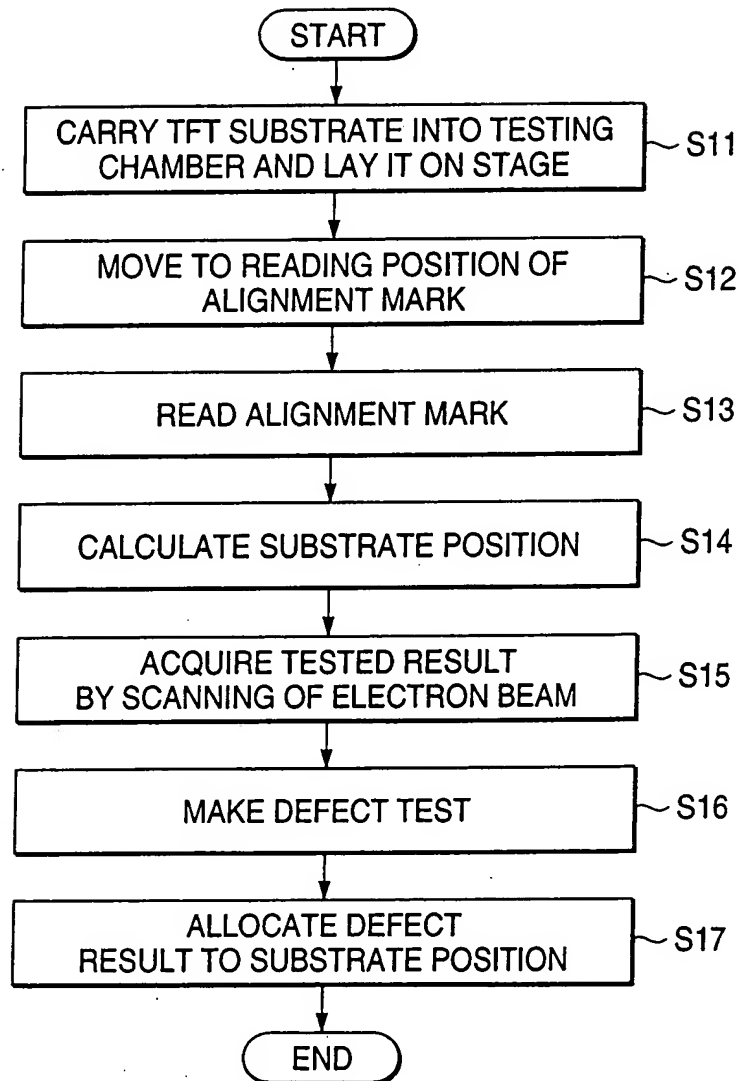 START
CARRY TFT SUBSTRATE INTO TESTING
CHAMBER AND LAY IT ON STAGE
S11
MOVE TO READING POSITION OF
ALIGNMENT MARK
S12
READ ALIGNMENT MARK
S13
CALCULATE SUBSTRATE POSITION
S14
ACQUIRE TESTED RESULT
BY SCANNING OF ELECTRON BEAM
S15
MAKE DEFECT TEST
S16
ALLOCATE DEFECT
RESULT TO SUBSTRATE POSITION
S17
END